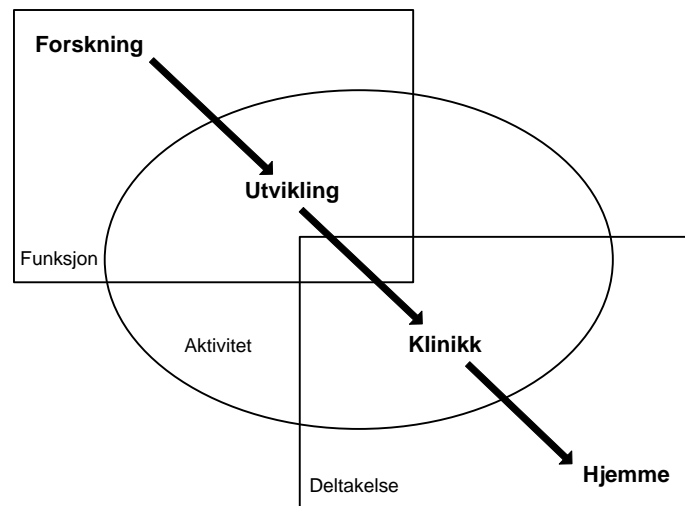 Forskning
Utvikling
Funksjon
Aktivitet
Klinikk
Hjemme
Deltakelse